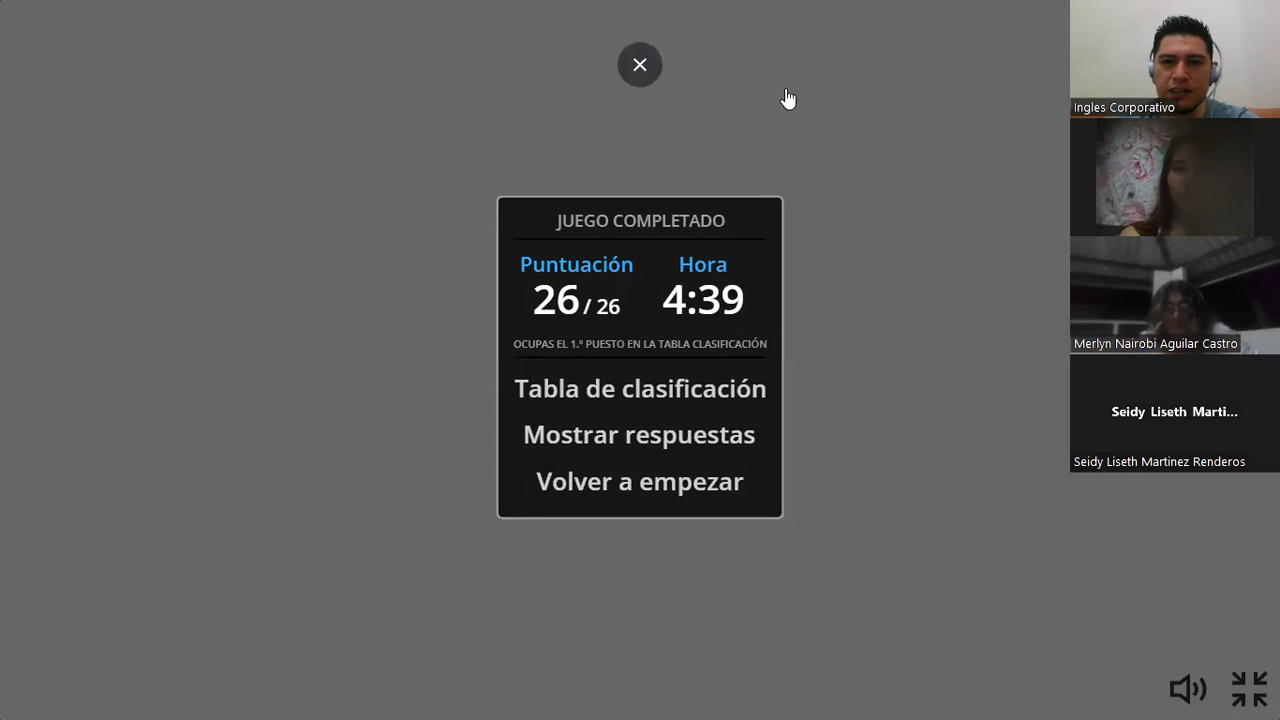 JUEGO COMPLETADO
Puntuación Hora
26 / 26 4:39
OCUPAS EL 1.º PUESTO EN LA TABLA CLASIFICACIÓN
Tabla de clasificación
Mostrar respuestas
Volver a empezar
Ingles Corporativo
Merlyn Nairobi Aguilar Castro
Seidy Liseth Marti...
Seidy Liseth Martinez Renderos